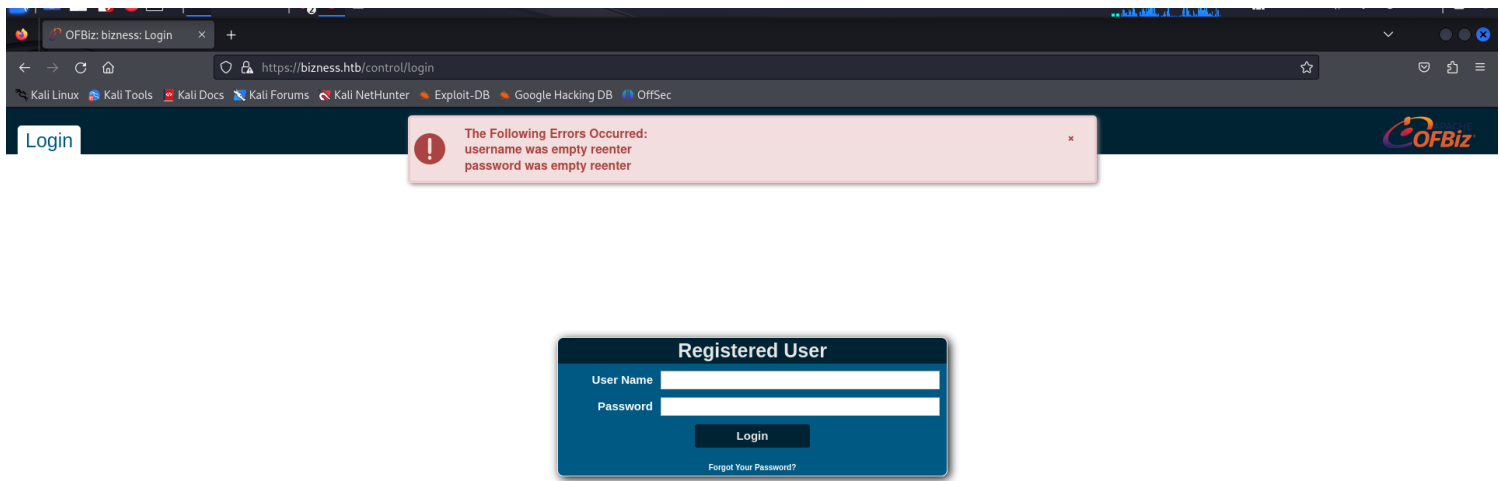 OFBiz: bizness: Login
https://bizness.htb/control/login
Kali Linux Kali Tools Kali Docs Kali Forums Kali NetHunter Exploit-DB Google Hacking DB OffSec
Login
The Following Errors Occurred:
username was empty reenter
password was empty reenter
APACHE
OFBiz
Registered User
User Name
Password
Login
Forgot Your Password?